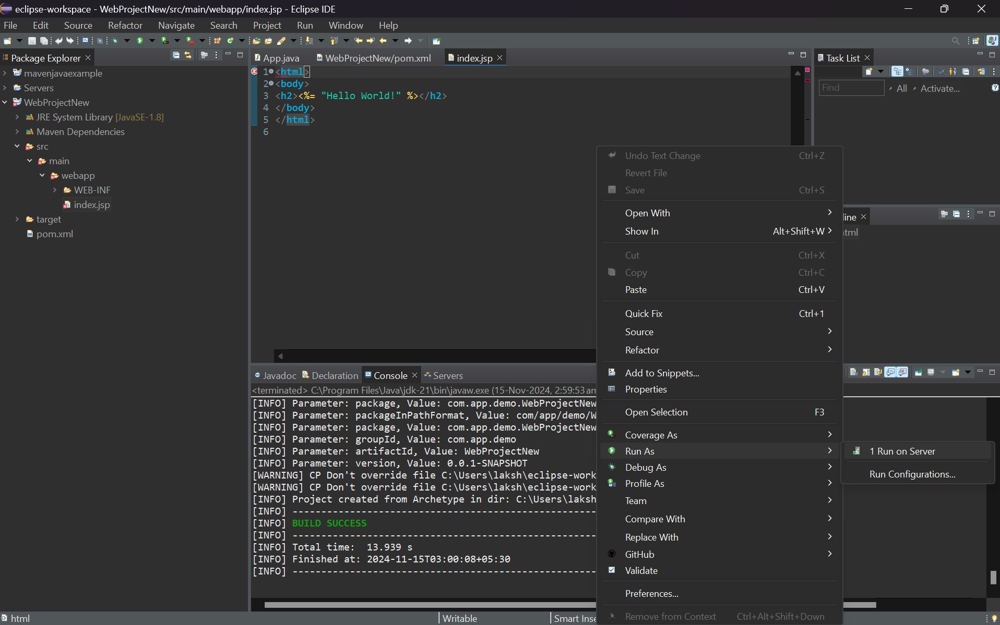 eclipse-workspace - WebProjectNew/src/main/webapp/index.jsp - Eclipse IDE
File Edit Source Refactor Navigate Search Project Run Window Help
Package Explorer
mavenjavaexample
Servers
WebProjectNew
JRE System Library [JavaSE-1.8]
Maven Dependencies
src
main
webapp
WEB-INF
index.jsp
target
pom.xml
App.java WebProjectNew/pom.xml index.jsp
1 <html>
2 <body>
3 <h2><%= "Hello World!" %></h2>
4 </body>
5 </html>
6
Task List
Find All Activate...
line
html
Undo Text Change Ctrl+Z
Revert File
Save Ctrl+S
Open With
Show In Alt+Shift+W
Cut Ctrl+X
Copy Ctrl+C
Paste Ctrl+V
Quick Fix Ctrl+1
Source
Refactor
Add to Snippets...
Properties
Open Selection F3
Coverage As
Run As
Debug As
Profile As
Team
Compare With
Replace With
GitHub
Validate
Preferences...
Remove from Context Ctrl+Alt+Shift+Down
1 Run on Server
Run Configurations...
Javadoc Declaration Console Servers
<terminated> C:\Program Files\Java\jdk-21\bin\javaw.exe (15-Nov-2024, 2:59:53 am
[INFO] Parameter: package, Value: com.app.demo.WebProjectNew
[INFO] Parameter: packageInPathFormat, Value: com/app/demo/W
[INFO] Parameter: package, Value: com.app.demo.WebProjectNew
[INFO] Parameter: groupId, Value: com.app.demo
[INFO] Parameter: artifactId, Value: WebProjectNew
[INFO] Parameter: version, Value: 0.0.1-SNAPSHOT
[WARNING] CP Don't override file C:\Users\laksh\eclipse-work
[WARNING] CP Don't override file C:\Users\laksh\eclipse-work
[INFO] Project created from Archetype in dir: C:\Users\laksh
[INFO] -----------------------------------------------------
[INFO] BUILD SUCCESS
[INFO] -----------------------------------------------------
[INFO] Total time:  13.939 s
[INFO] Finished at: 2024-11-15T03:00:08+05:30
[INFO] -----------------------------------------------------
html Writable Smart Inse